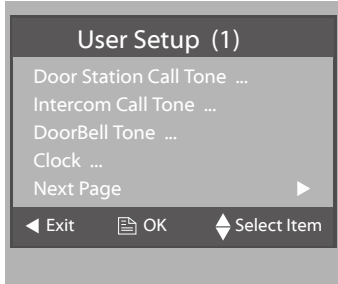 User Setup (1)
Door Station Call Tone ...
Intercom Call Tone ...
DoorBell Tone ...
Clock ...
Next Page
Exit OK Select Item